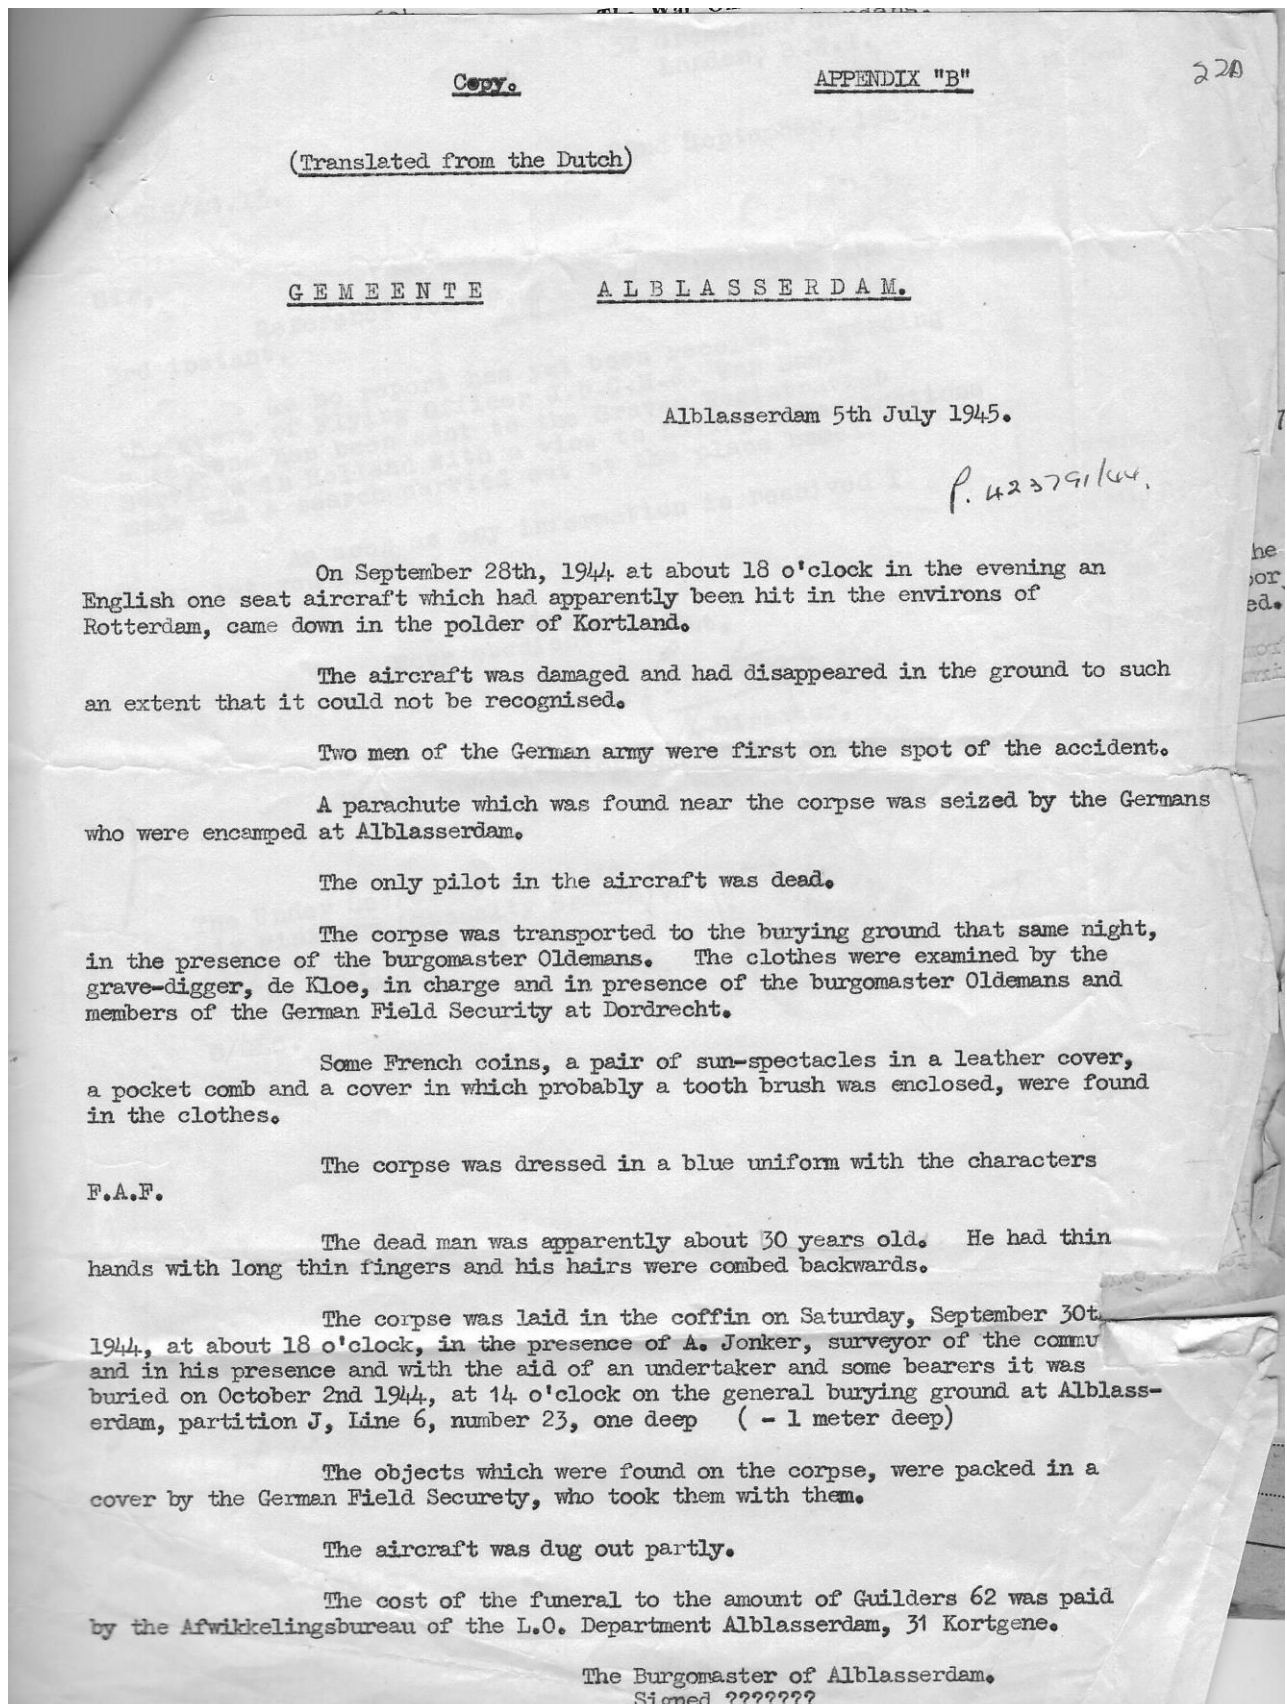 Copy. APPENDIX "B" 22A
(Translated from the Dutch)
GEMEENTE ALBLASSERDAM.
Alblasserdam 5th July 1945.
P. 423791/44.
On September 28th, 1944 at about 18 o'clock in the evening an
English one seat aircraft which had apparently been hit in the environs of
Rotterdam, came down in the polder of Kortland.
The aircraft was damaged and had disappeared in the ground to such
an extent that it could not be recognised.
Two men of the German army were first on the spot of the accident.
A parachute which was found near the corpse was seized by the Germans
who were encamped at Alblasserdam.
The only pilot in the aircraft was dead.
The corpse was transported to the burying ground that same night,
in the presence of the burgomaster Oldemans. The clothes were examined by the
grave-digger, de Kloe, in charge and in presence of the burgomaster Oldemans and
members of the German Field Security at Dordrecht.
Some French coins, a pair of sun-spectacles in a leather cover,
a pocket comb and a cover in which probably a tooth brush was enclosed, were found
in the clothes.
The corpse was dressed in a blue uniform with the characters
F.A.F.
The dead man was apparently about 30 years old. He had thin
hands with long thin fingers and his hairs were combed backwards.
The corpse was laid in the coffin on Saturday, September 30t
1944, at about 18 o'clock, in the presence of A. Jonker, surveyor of the commu
and in his presence and with the aid of an undertaker and some bearers it was
buried on October 2nd 1944, at 14 o'clock on the general burying ground at Alblass-
erdam, partition J, Line 6, number 23, one deep ( - 1 meter deep)
The objects which were found on the corpse, were packed in a
cover by the German Field Securety, who took them with them.
The aircraft was dug out partly.
The cost of the funeral to the amount of Guilders 62 was paid
by the Afwikkelingsbureau of the L.O. Department Alblasserdam, 31 Kortgene.
The Burgomaster of Alblasserdam.
Signed ???????